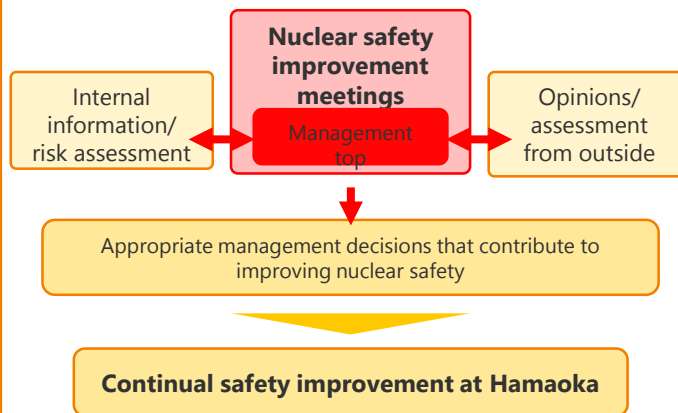 Nuclear safety
improvement
meetings
Management
top
Internal
information/
risk assessment
Opinions/
assessment
from outside
Appropriate management decisions that contribute to
improving nuclear safety
Continual safety improvement at Hamaoka